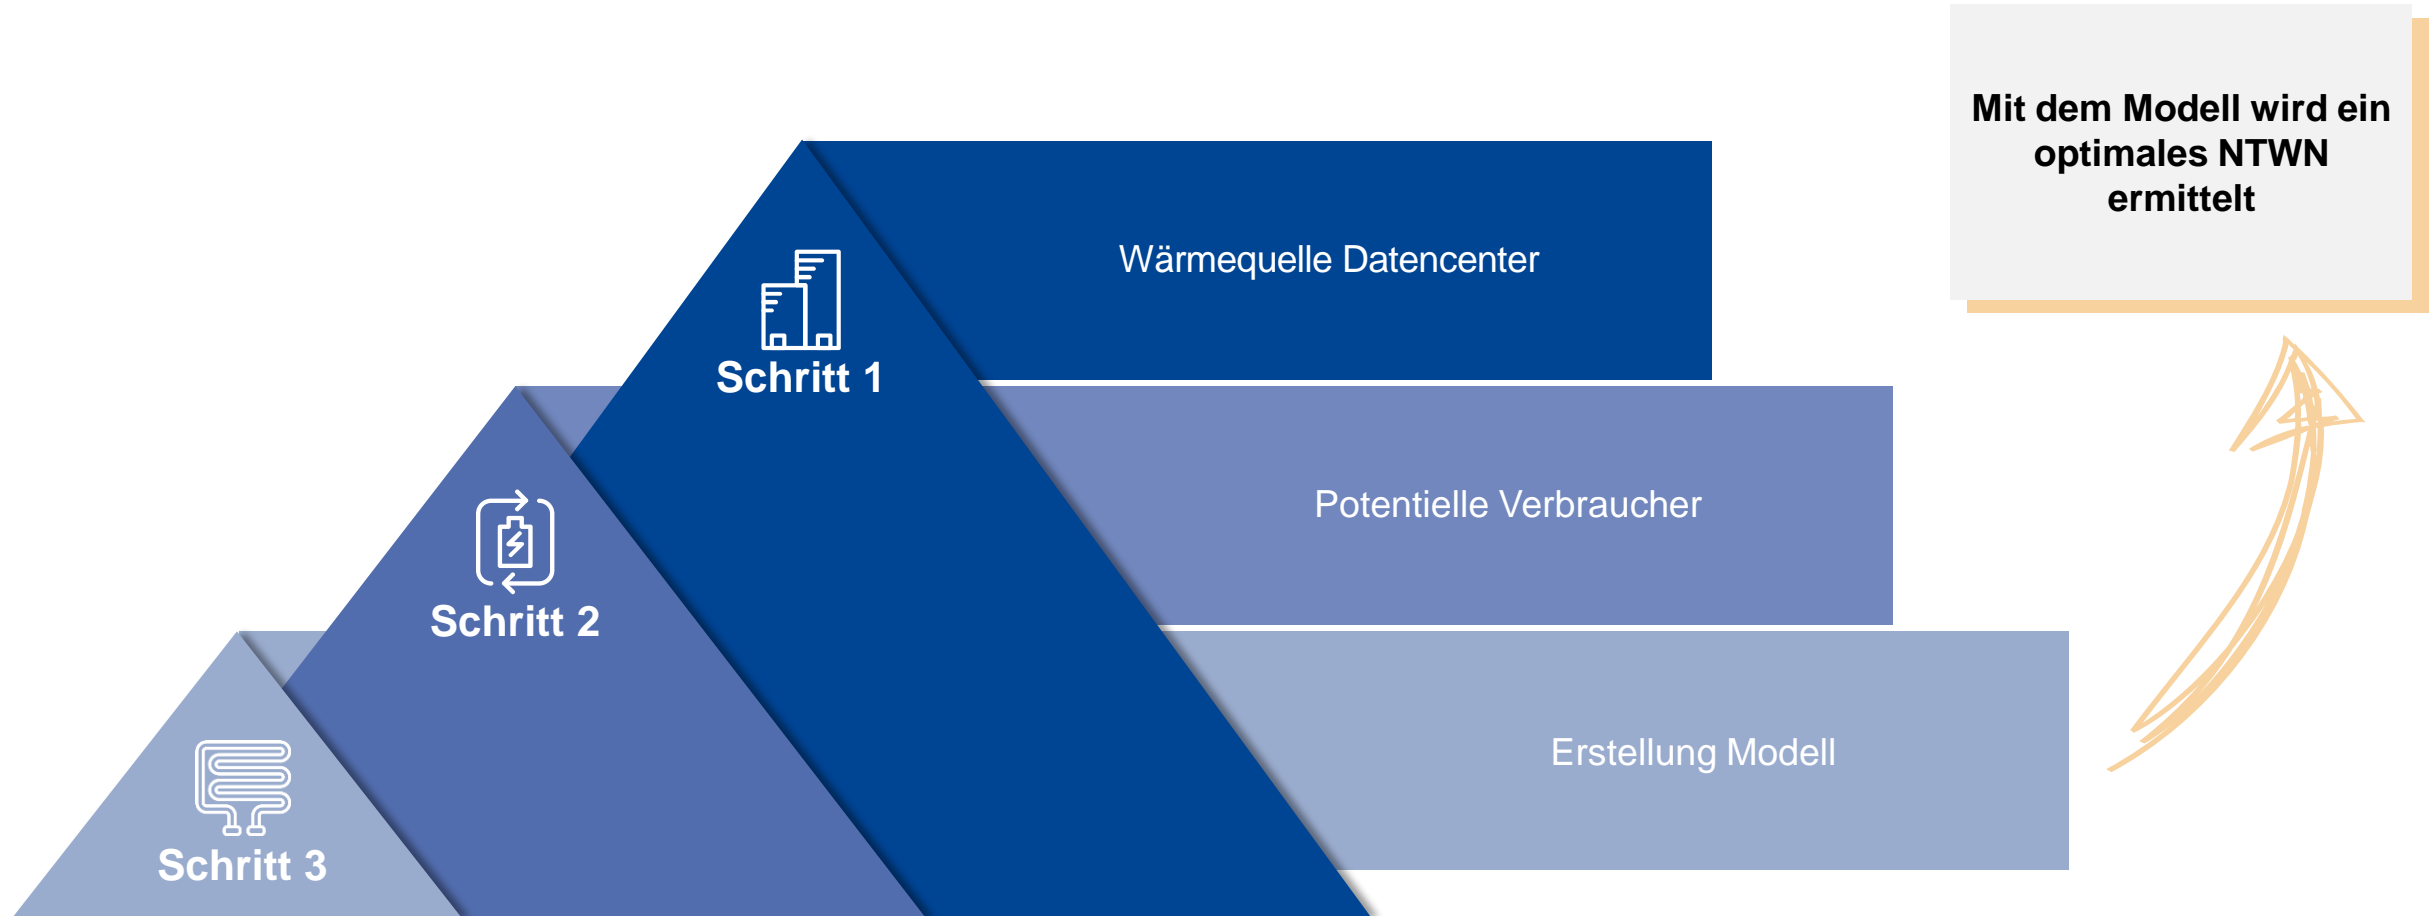 Mit dem Modell wird ein
optimales NTWN
ermittelt
Wärmequelle Datencenter
Schritt 1
Potentielle Verbraucher
Schritt 2
Erstellung Modell
Schritt 3